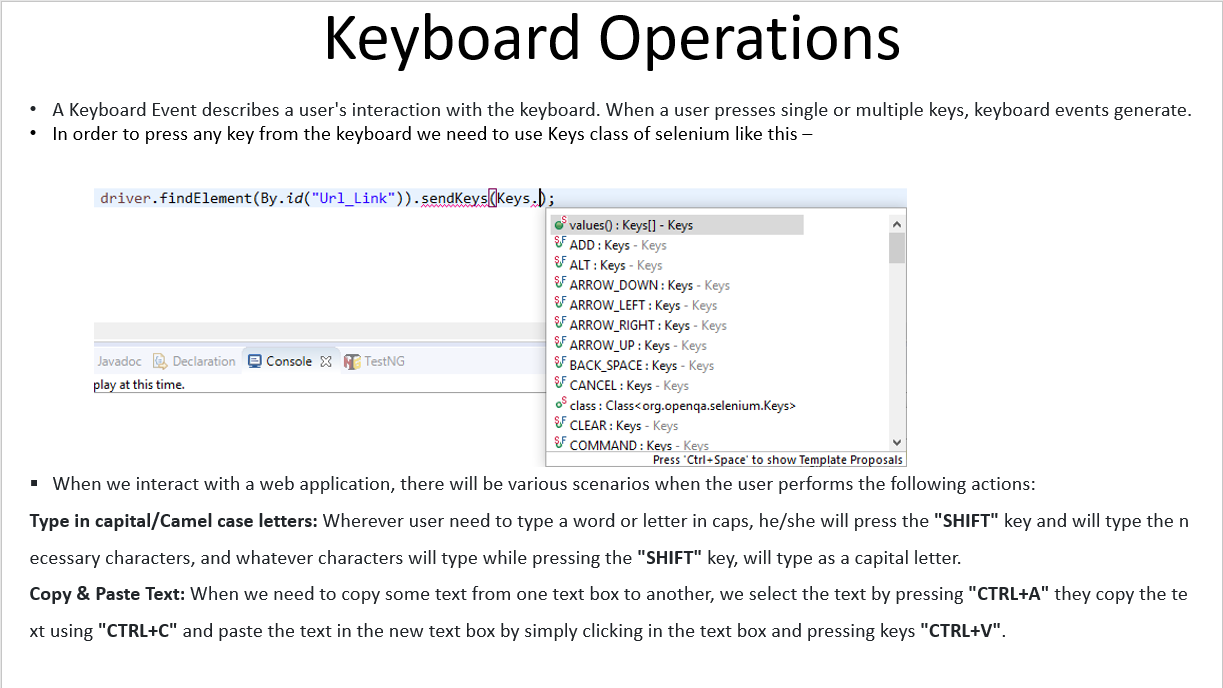 Keyboard Operations
• A Keyboard Event describes a user's interaction with the keyboard. When a user presses single or multiple keys, keyboard events generate.
• In order to press any key from the keyboard we need to use Keys class of selenium like this –
driver.findElement(By.id("Url_Link")).sendKeys(Keys.);
values() : Keys[] - Keys
ADD : Keys - Keys
ALT : Keys - Keys
ARROW_DOWN : Keys - Keys
ARROW_LEFT : Keys - Keys
ARROW_RIGHT : Keys - Keys
ARROW_UP : Keys - Keys
BACK_SPACE : Keys - Keys
CANCEL : Keys - Keys
class : Class<org.openqa.selenium.Keys>
CLEAR : Keys - Keys
COMMAND : Keys - Keys
Press 'Ctrl+Space' to show Template Proposals
Javadoc Declaration Console TestNG
play at this time.
▪ When we interact with a web application, there will be various scenarios when the user performs the following actions:
Type in capital/Camel case letters: Wherever user need to type a word or letter in caps, he/she will press the "SHIFT" key and will type the n
ecessary characters, and whatever characters will type while pressing the "SHIFT" key, will type as a capital letter.
Copy & Paste Text: When we need to copy some text from one text box to another, we select the text by pressing "CTRL+A" they copy the te
xt using "CTRL+C" and paste the text in the new text box by simply clicking in the text box and pressing keys "CTRL+V".